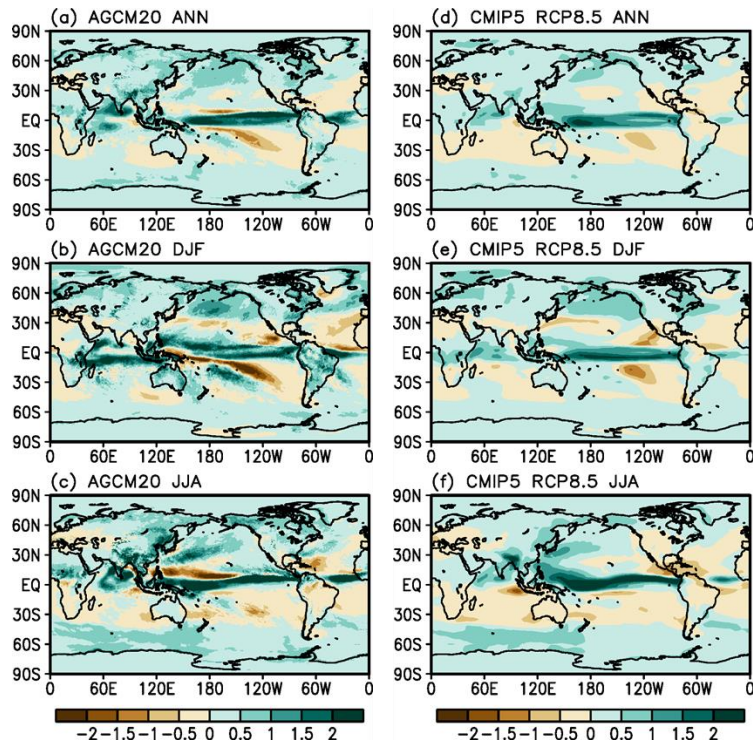 (a) AGCM20 ANN
90N
60N
30N
EQ
30S
60S
90S
0 60E 120E 180 120W 60W 0
(d) CMIP5 RCP8.5 ANN
90N
60N
30N
EQ
30S
60S
90S
0 60E 120E 180 120W 60W 0
(b) AGCM20 DJF
90N
60N
30N
EQ
30S
60S
90S
0 60E 120E 180 120W 60W 0
(e) CMIP5 RCP8.5 DJF
90N
60N
30N
EQ
30S
60S
90S
0 60E 120E 180 120W 60W 0
(c) AGCM20 JJA
90N
60N
30N
EQ
30S
60S
90S
0 60E 120E 180 120W 60W 0
(f) CMIP5 RCP8.5 JJA
90N
60N
30N
EQ
30S
60S
90S
0 60E 120E 180 120W 60W 0
-2 -1.5 -1 -0.5 0 0.5 1 1.5 2
-2 -1.5 -1 -0.5 0 0.5 1 1.5 2